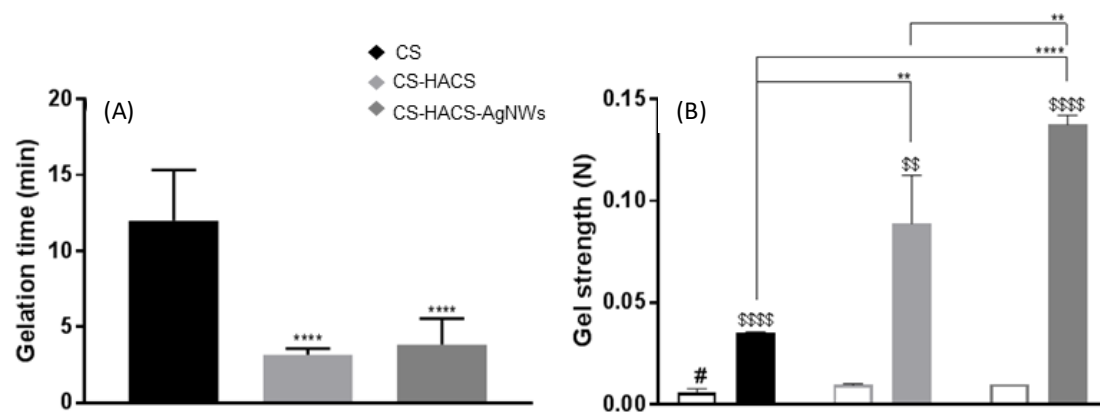 CS
CS-HACS
CS-HACS-AgNWs
(A)
Gelation time (min)
20
15
10
5
0
****
****
(B)
Gel strength (N)
0.15
0.10
0.05
0.00
**
****
**
$$$$
$$
$$$$
#